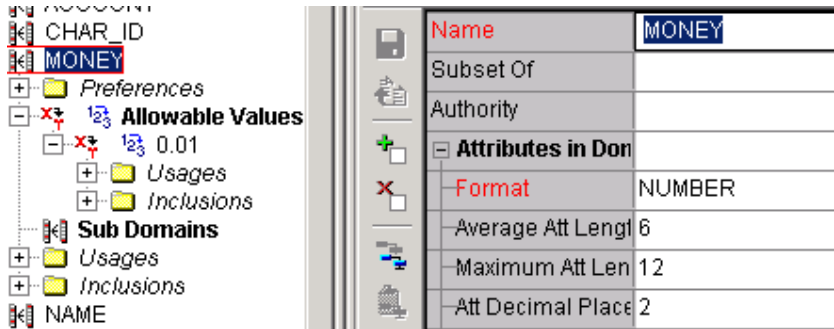 CHAR_ID
MONEY
Preferences
Allowable Values
0.01
Usages
Inclusions
Sub Domains
Usages
Inclusions
NAME
Name MONEY
Subset Of
Authority
Attributes in Don
Format NUMBER
Average Att Lengt 6
Maximum Att Len 12
Att Decimal Place 2